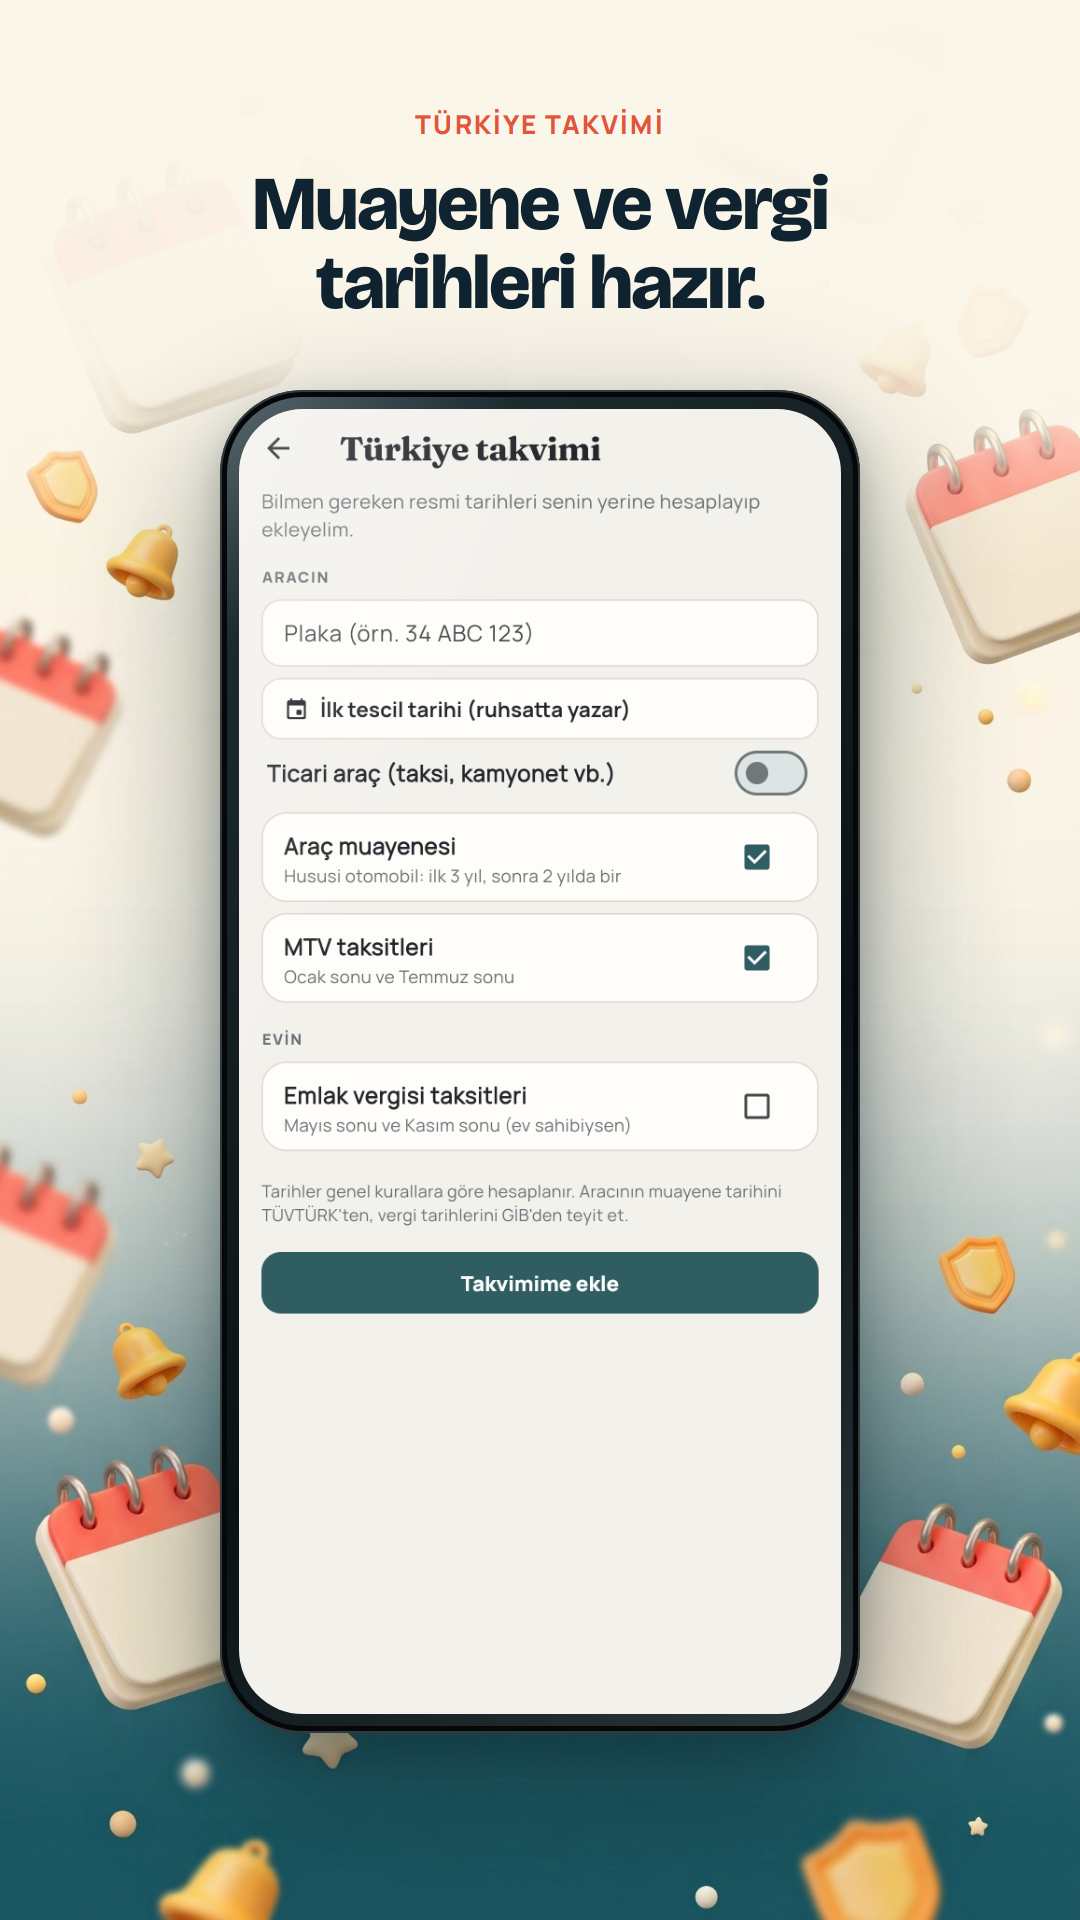 TÜRKİYE TAKVİMİ
Muayene ve vergi
tarihleri hazır.
Türkiye takvimi
Bilmen gereken resmi tarihleri senin yerine hesaplayıp
ekleyelim.
ARACIN
Plaka (örn. 34 ABC 123)
İlk tescil tarihi (ruhsatta yazar)
Ticari araç (taksi, kamyonet vb.)
Araç muayenesi
Hususi otomobil: ilk 3 yıl, sonra 2 yılda bir
MTV taksitleri
Ocak sonu ve Temmuz sonu
EVİN
Emlak vergisi taksitleri
Mayıs sonu ve Kasım sonu (ev sahibiysen)
Tarihler genel kurallara göre hesaplanır. Aracının muayene tarihini
TÜVTÜRK'ten, vergi tarihlerini GİB'den teyit et.
Takvimime ekle